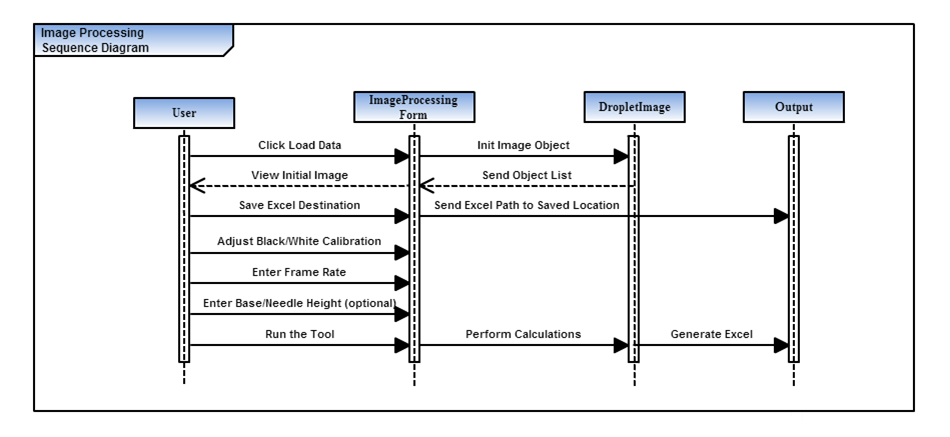 Image Processing
Sequence Diagram
User
ImageProcessing
Form
DropletImage
Output
Click Load Data
Init Image Object
View Initial Image
Send Object List
Save Excel Destination
Send Excel Path to Saved Location
Adjust Black/White Calibration
Enter Frame Rate
Enter Base/Needle Height (optional)
Run the Tool
Perform Calculations
Generate Excel